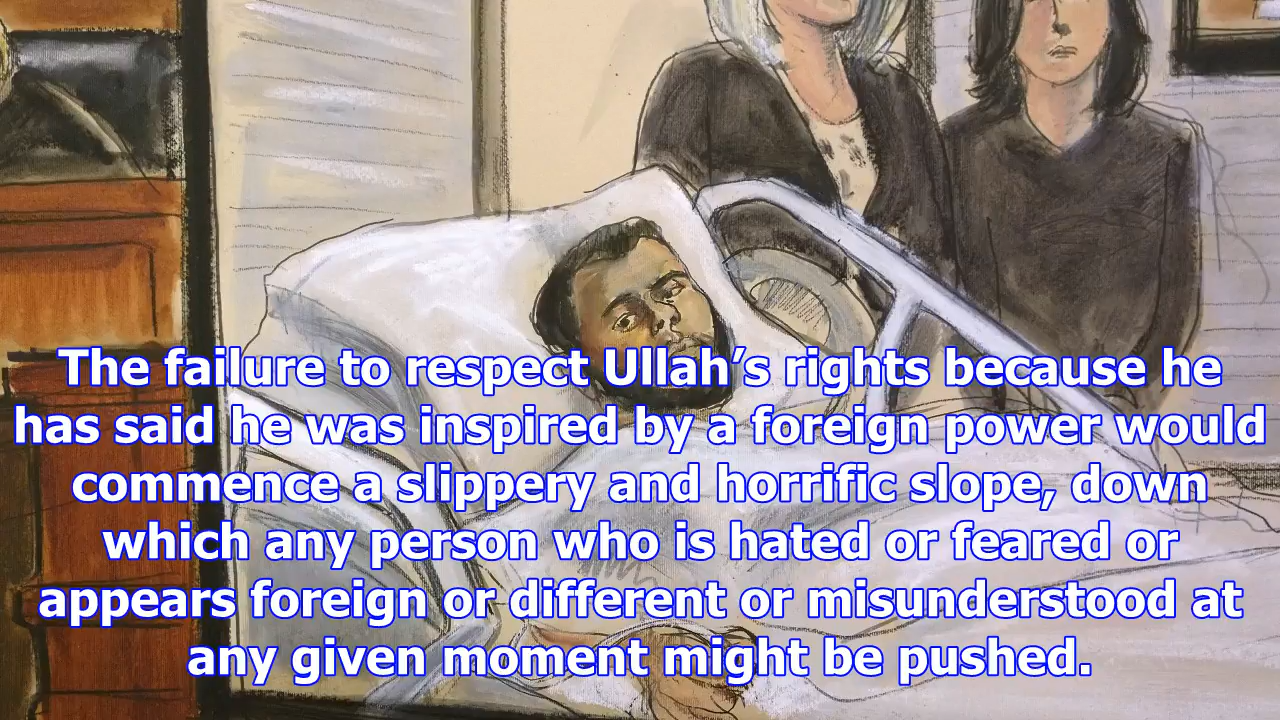 The failure to respect Ullah’s rights because he
has said he was inspired by a foreign power would
commence a slippery and horrific slope, down
which any person who is hated or feared or
appears foreign or different or misunderstood at
any given moment might be pushed.